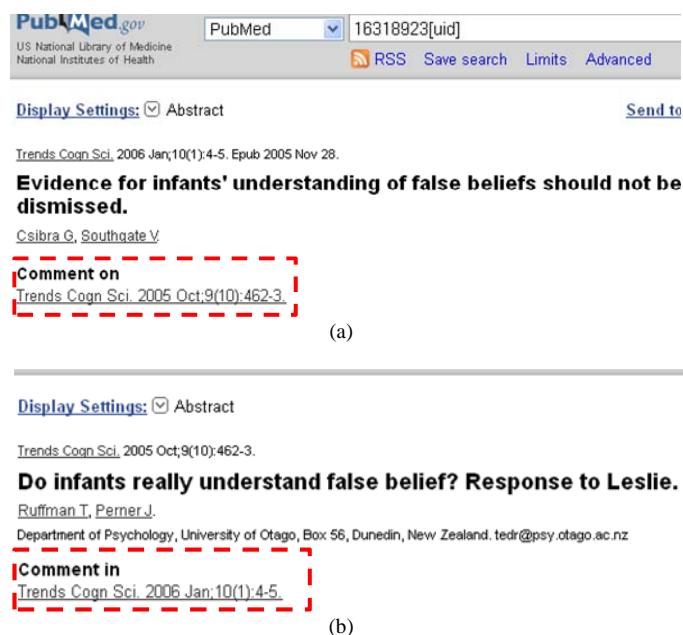 PubMed.gov PubMed 16318923[uid]
US National Library of Medicine
National Institutes of Health
RSS Save search Limits Advanced
Display Settings: Abstract Send to
Trends Cogn Sci. 2006 Jan;10(1):4-5. Epub 2005 Nov 28.
Evidence for infants' understanding of false beliefs should not be
dismissed.
Csibra G, Southgate V.
Comment on
Trends Cogn Sci. 2005 Oct;9(10):462-3.
(a)
Display Settings: Abstract
Trends Cogn Sci. 2005 Oct;9(10):462-3.
Do infants really understand false belief? Response to Leslie.
Ruffman T, Perner J.
Department of Psychology, University of Otago, Box 56, Dunedin, New Zealand. tedr@psy.otago.ac.nz
Comment in
Trends Cogn Sci. 2006 Jan;10(1):4-5.
(b)